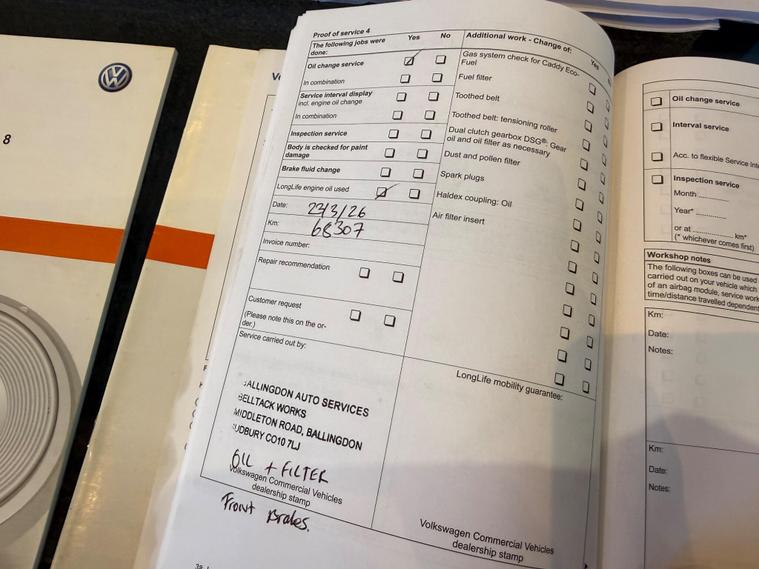 8
Proof of service 4
The following jobs were done:
Yes
No
Oil change service
In combination
Service interval display
incl. engine oil change
In combination
Inspection service
Body is checked for paint
damage
Brake fluid change
LongLife engine oil used
Date:
Km:
68307
Invoice number:
Repair recommendation
Customer request
(Please note this on the or-
der.)
Service carried out by:
BALLINGDON AUTO SERVICES
BELLTACK WORKS
MIDDLETON ROAD, BALLINGDON
SUDBURY CO10 7LJ
OIL + FILTER
Volkswagen Commercial Vehicles
dealership stamp
Front Brakes.
Additional work - Change of:
Yes
Gas system check for Caddy Eco-
Fuel
Fuel filter
Toothed belt
Toothed belt: tensioning roller
Dual clutch gearbox DSG®: Gear
oil and oil filter as necessary
Dust and pollen filter
Spark plugs
Haldex coupling: Oil
Air filter insert
LongLife mobility guarantee:
Volkswagen Commercial Vehicles
dealership stamp
Oil change service
Interval service
Acc. to flexible Service
Inspection service
Month
Year*
or at km*
(* whichever comes first)
Workshop notes
The following boxes can be used
carried out on your vehicle which
of an airbag module, service work
time/distance travelled dependent
Km:
Date:
Notes:
Km:
Date:
Notes: